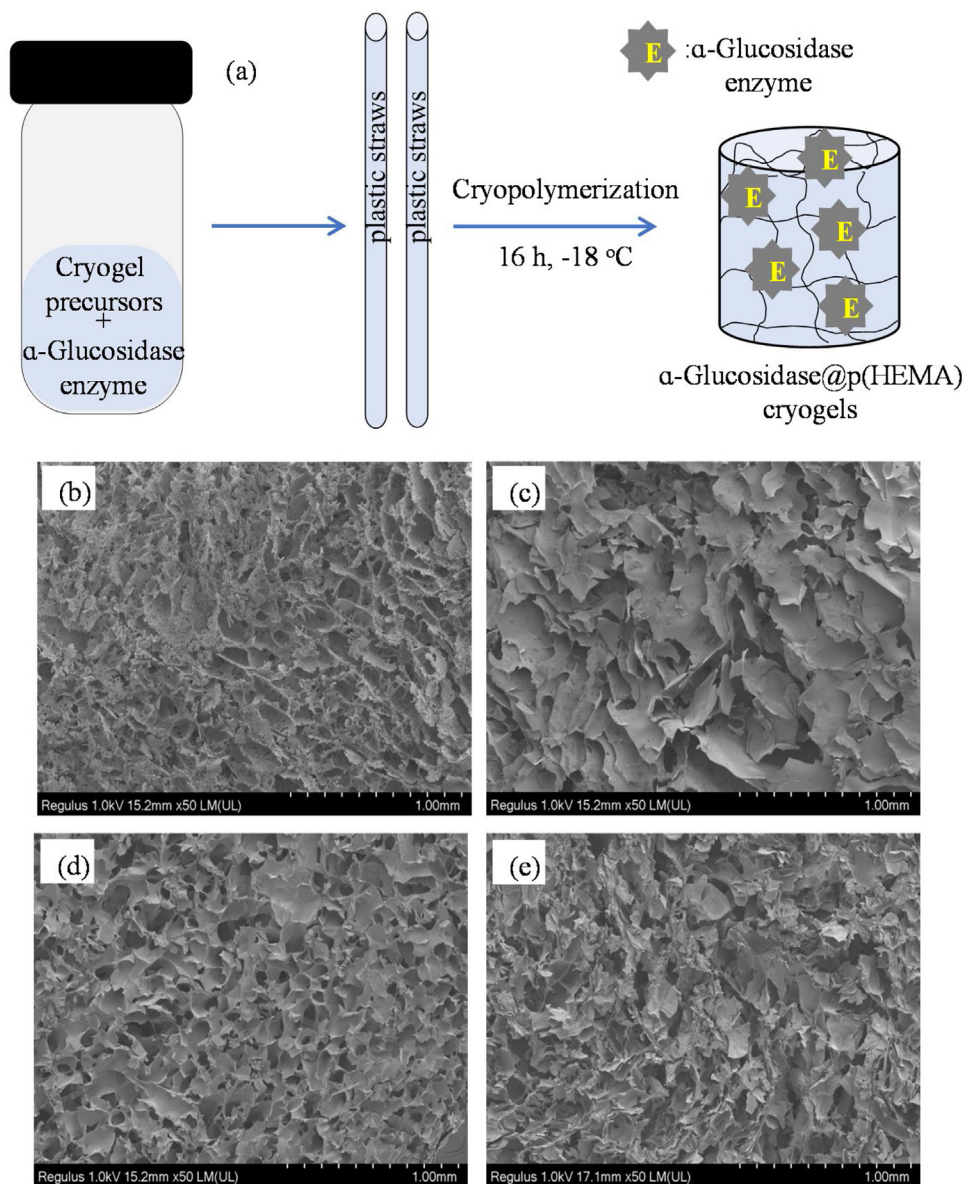 (a)
Cryogel
precursors
+
α-Glucosidase
enzyme
plastic straws
plastic straws
Cryopolymerization
16 h, -18 °C
E
:α-Glucosidase
enzyme
E
E
E
E
E
α-Glucosidase@p(HEMA)
cryogels
(b)
Regulus 1.0kV 15.2mm x50 LM(UL) 1.00mm
(c)
Regulus 1.0kV 15.2mm x50 LM(UL) 1.00mm
(d)
Regulus 1.0kV 15.2mm x50 LM(UL) 1.00mm
(e)
Regulus 1.0kV 17.1mm x50 LM(UL) 1.00mm